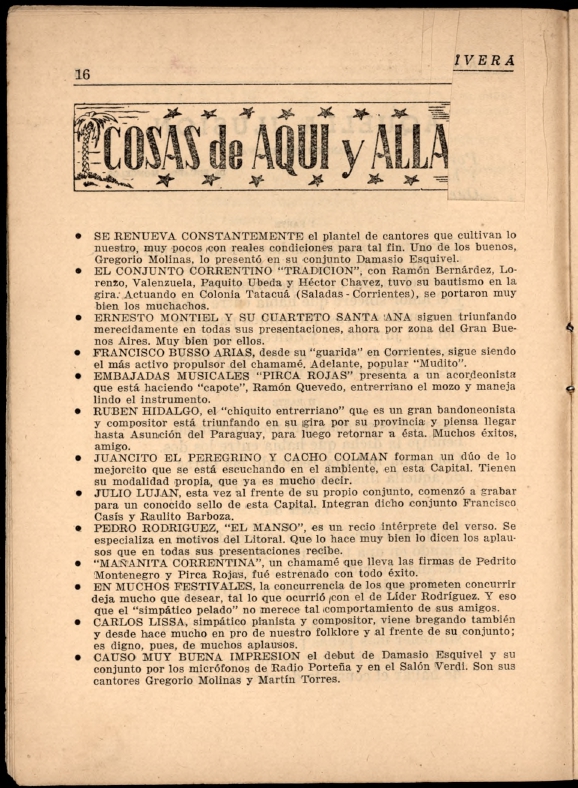 16
IVERA
COSAS de AQUI y ALLA
• SE RENUEVA CONSTANTEMENTE el plantel de cantores que cultivan lo
nuestro, muy pocos con reales condiciones para tal fin. Uno de los buenos,
Gregorio Molinas, lo presentó en su conjunto Damasio Esquivel.
• EL CONJUNTO CORRENTINO "TRADICION", con Ramón Bernárdez, Lo-
renzo, Valenzuela, Paquito Ubeda y Héctor Chavez, tuvo su bautismo en la
gira. Actuando en Colonia Tatacuá (Saladas - Corrientes), se portaron muy
bien los muchachos.
• ERNESTO MONTIEL Y SU CUARTETO SANTA ANA siguen triunfando
merecidamente en todas sus presentaciones, ahora por zona del Gran Bue-
nos Aires. Muy bien por ellos.
• FRANCISCO BUSSO ARIAS, desde su "guarida" en Corrientes, sigue siendo
el más activo propulsor del chamamé. Adelante, popular "Mudito".
• EMBAJADAS MUSICALES "PIRCA ROJAS" presenta a un acordeonista
que está haciendo "capote", Ramón Quevedo, entrerriano el mozo y maneja
lindo el instrumento.
• RUBEN HIDALGO, el "chiquito entrerriano" que es un gran bandoneonista
y compositor está triunfando en su gira por su provincia y piensa llegar
hasta Asunción del Paraguay, para luego retornar a ésta. Muchos éxitos,
amigo.
• JUANCITO EL PEREGRINO Y CACHO COLMAN forman un dúo de lo
mejorcito que se está escuchando en el ambiente, en esta Capital. Tienen
su modalidad propia, que ya es mucho decir.
• JULIO LUJAN, esta vez al frente de su propio conjunto, comenzó a grabar
para un conocido sello de esta Capital. Integran dicho conjunto Francisco
Casís y Raulito Barboza.
• PEDRO RODRIGUEZ, "EL MANSO", es un recio intérprete del verso. Se
especializa en motivos del Litoral. Que lo hace muy bien lo dicen los aplau-
sos que en todas sus presentaciones recibe.
• "MAÑANITA CORRENTINA", un chamamé que lleva las firmas de Pedrito
Montenegro y Pirca Rojas, fué estrenado con todo éxito.
• EN MUCHOS FESTIVALES, la concurrencia de los que prometen concurrir
deja mucho que desear, tal lo que ocurrió con el de Líder Rodríguez. Y eso
que el "simpático pelado" no merece tal comportamiento de sus amigos.
• CARLOS LISSA, simpático pianista y compositor, viene bregando también
y desde hace mucho en pro de nuestro folklore y al frente de su conjunto;
es digno, pues, de muchos aplausos.
• CAUSO MUY BUENA IMPRESION el debut de Damasio Esquivel y su
conjunto por los micrófonos de Radio Porteña y en el Salón Verdi. Son sus
cantores Gregorio Molinas y Martín Torres.